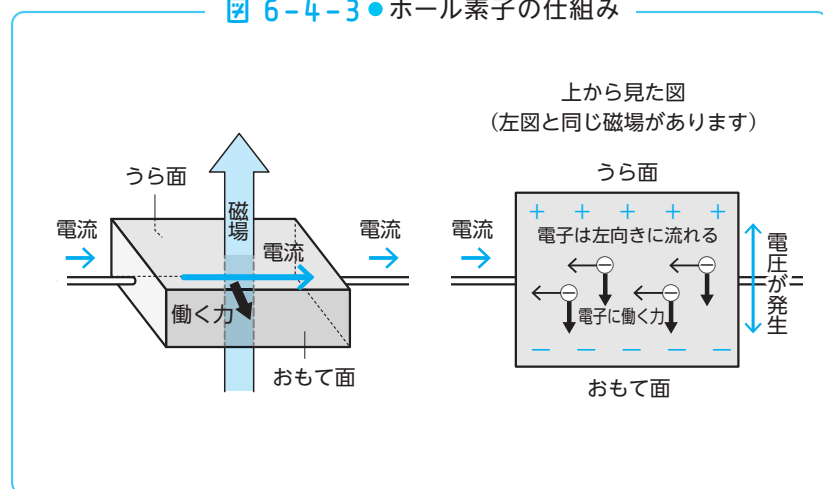 図 6-4-3 ● ホール素子の仕組み
うら面
磁場
電流
電流
電流
働く力
おもて面
上から見た図
（左図と同じ磁場があります）
うら面
＋ ＋ ＋ ＋ ＋
電子は左向きに流れる
電流
− −
− −
電子に働く力
電圧が発生
− − − − −
おもて面